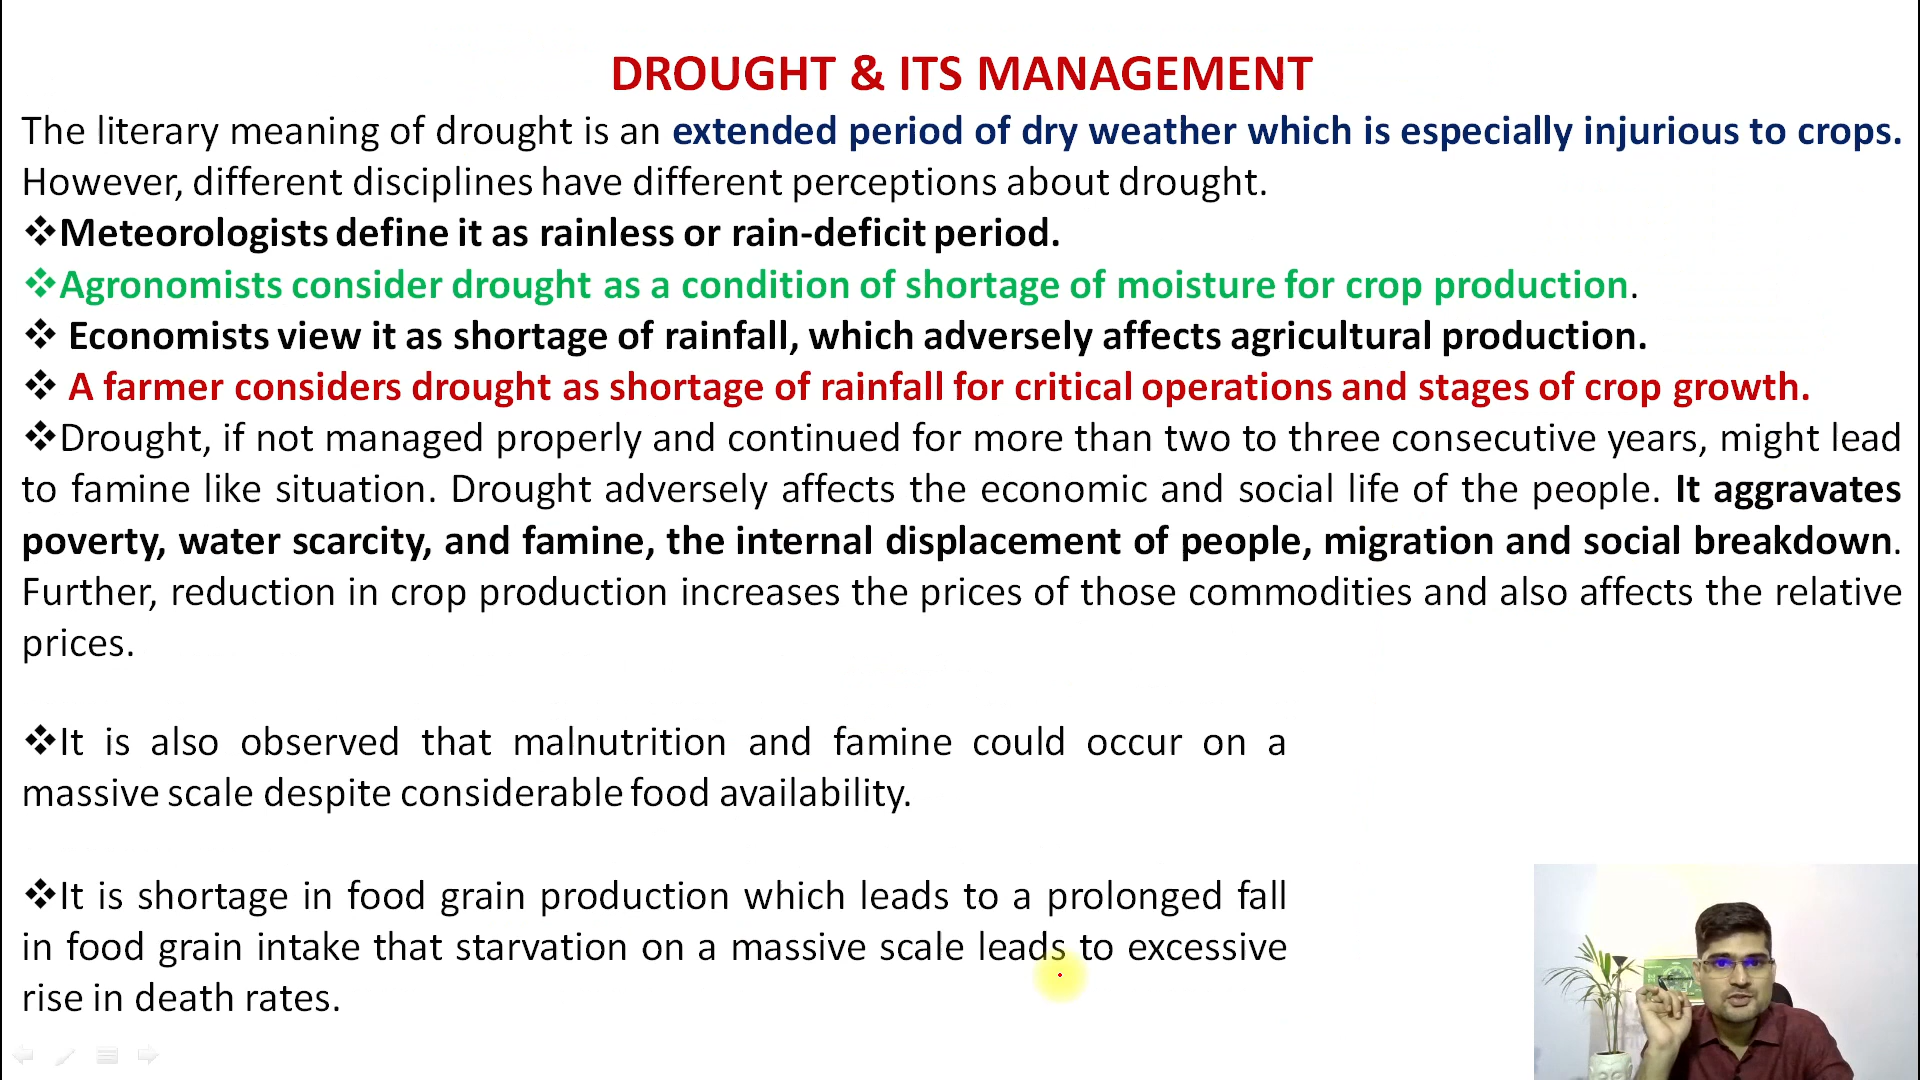 DROUGHT & ITS MANAGEMENT
The literary meaning of drought is an extended period of dry weather which is especially injurious to crops.
However, different disciplines have different perceptions about drought.
❖Meteorologists define it as rainless or rain-deficit period.
❖Agronomists consider drought as a condition of shortage of moisture for crop production.
❖ Economists view it as shortage of rainfall, which adversely affects agricultural production.
❖ A farmer considers drought as shortage of rainfall for critical operations and stages of crop growth.
❖Drought, if not managed properly and continued for more than two to three consecutive years, might lead
to famine like situation. Drought adversely affects the economic and social life of the people. It aggravates
poverty, water scarcity, and famine, the internal displacement of people, migration and social breakdown.
Further, reduction in crop production increases the prices of those commodities and also affects the relative
prices.
❖It is also observed that malnutrition and famine could occur on a
massive scale despite considerable food availability.
❖It is shortage in food grain production which leads to a prolonged fall
in food grain intake that starvation on a massive scale leads to excessive
rise in death rates.